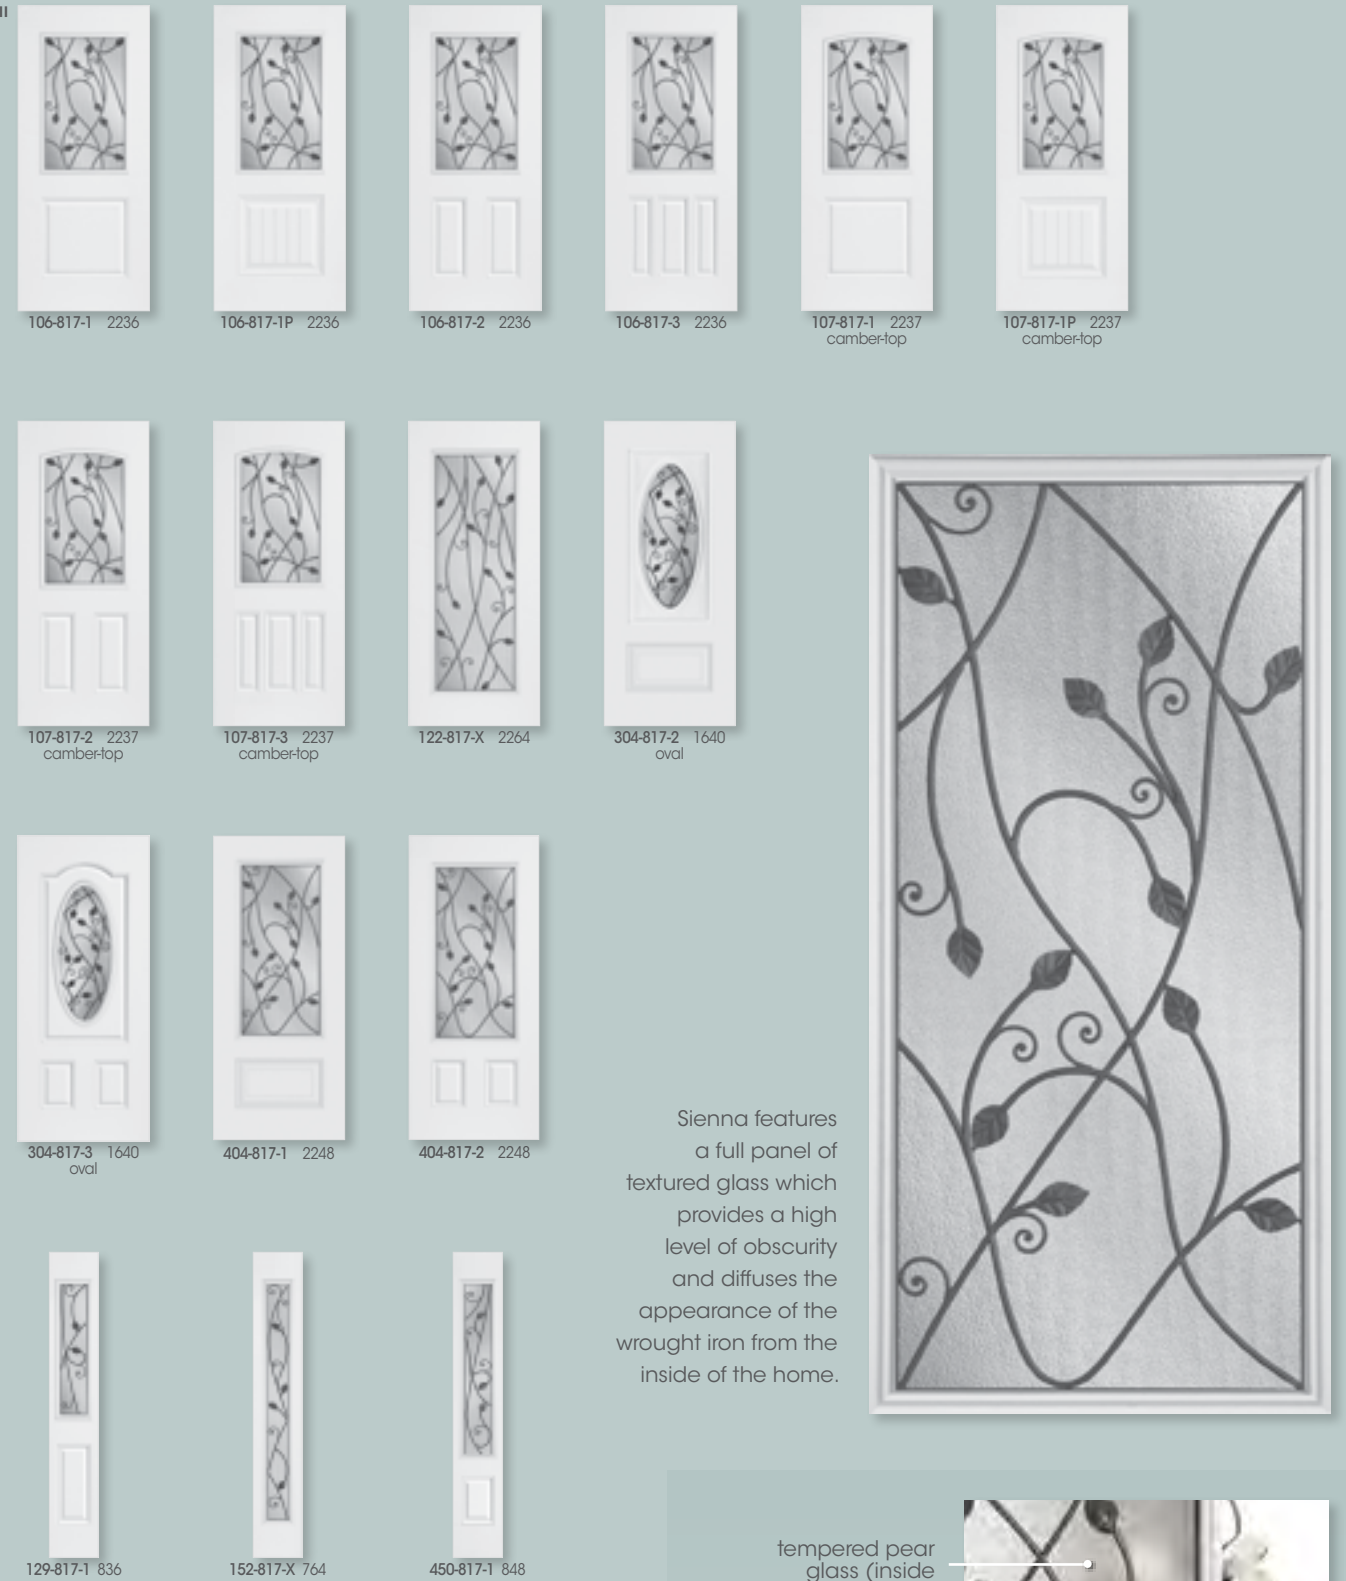 106-817-1 2236
106-817-1P 2236
106-817-2 2236
106-817-3 2236
107-817-1 2237
camber-top
107-817-1P 2237
camber-top
107-817-2 2237
camber-top
107-817-3 2237
camber-top
122-817-X 2264
304-817-2 1640
oval
304-817-3 1640
oval
404-817-1 2248
404-817-2 2248
Sienna features
a full panel of
textured glass which
provides a high
level of obscurity
and diffuses the
appearance of the
wrought iron from the
inside of the home.
129-817-1 836
152-817-X 764
450-817-1 848
tempered pear
glass (inside